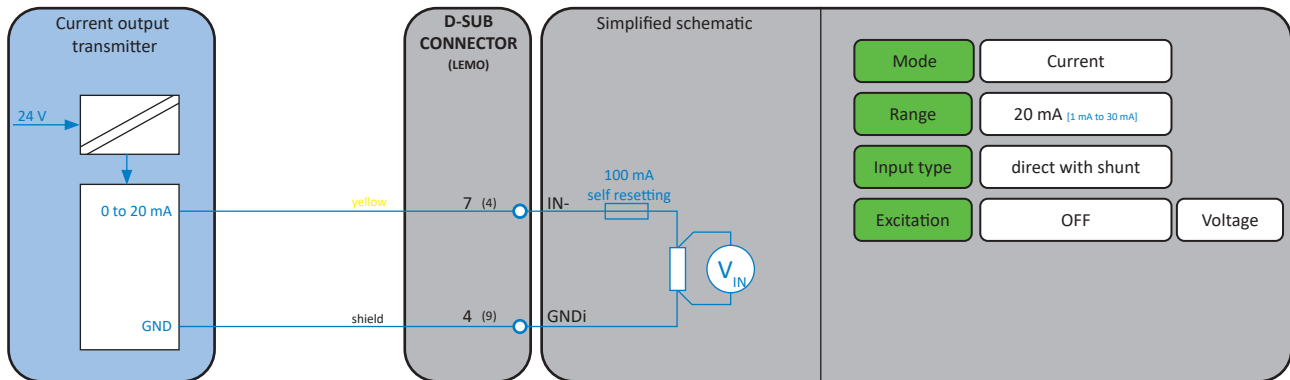 Current output
transmitter
24 V
0 to 20 mA
GND
yellow
shield
D-SUB
CONNECTOR
(LEMO)
7 (4)
4 (9)
Simplified schematic
IN-
100 mA
self resetting
VIN
GNDi
Mode Current
Range 20 mA [1 mA to 30 mA]
Input type direct with shunt
Excitation OFF Voltage